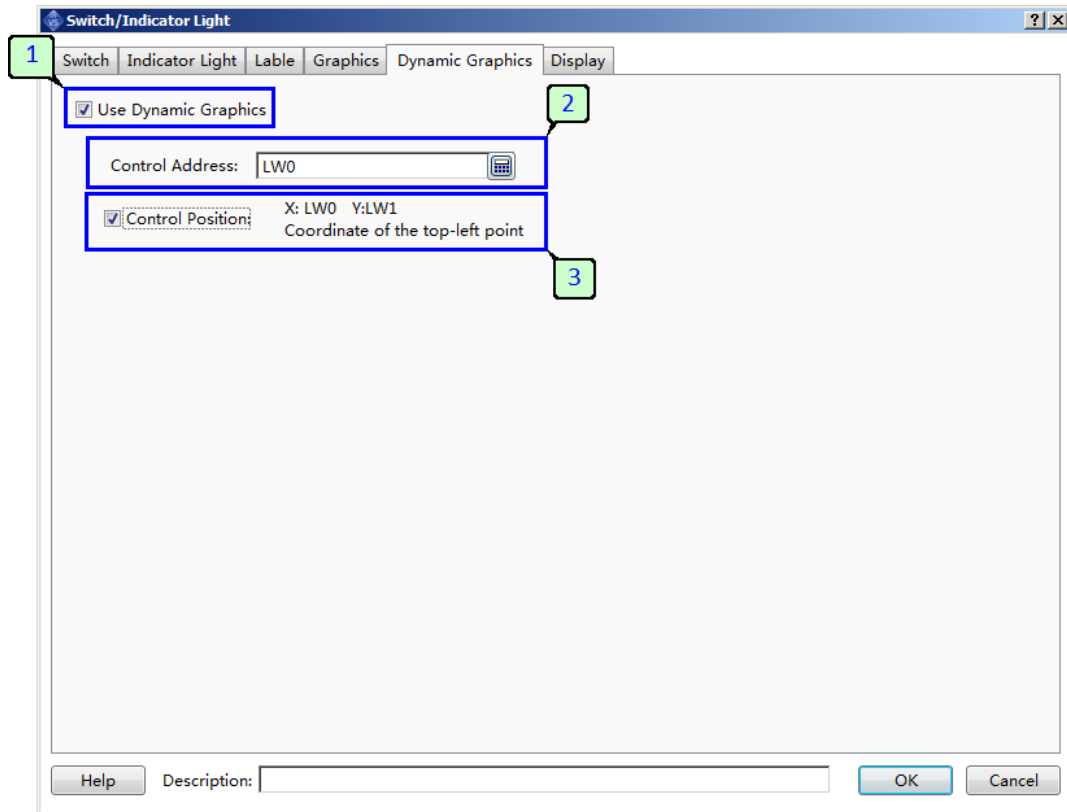 Switch/Indicator Light
1
Switch Indicator Light Lable Graphics Dynamic Graphics Display
Use Dynamic Graphics
2
Control Address: LW0
Control Position: X: LW0 Y:LW1
Coordinate of the top-left point
3
Help Description: OK Cancel